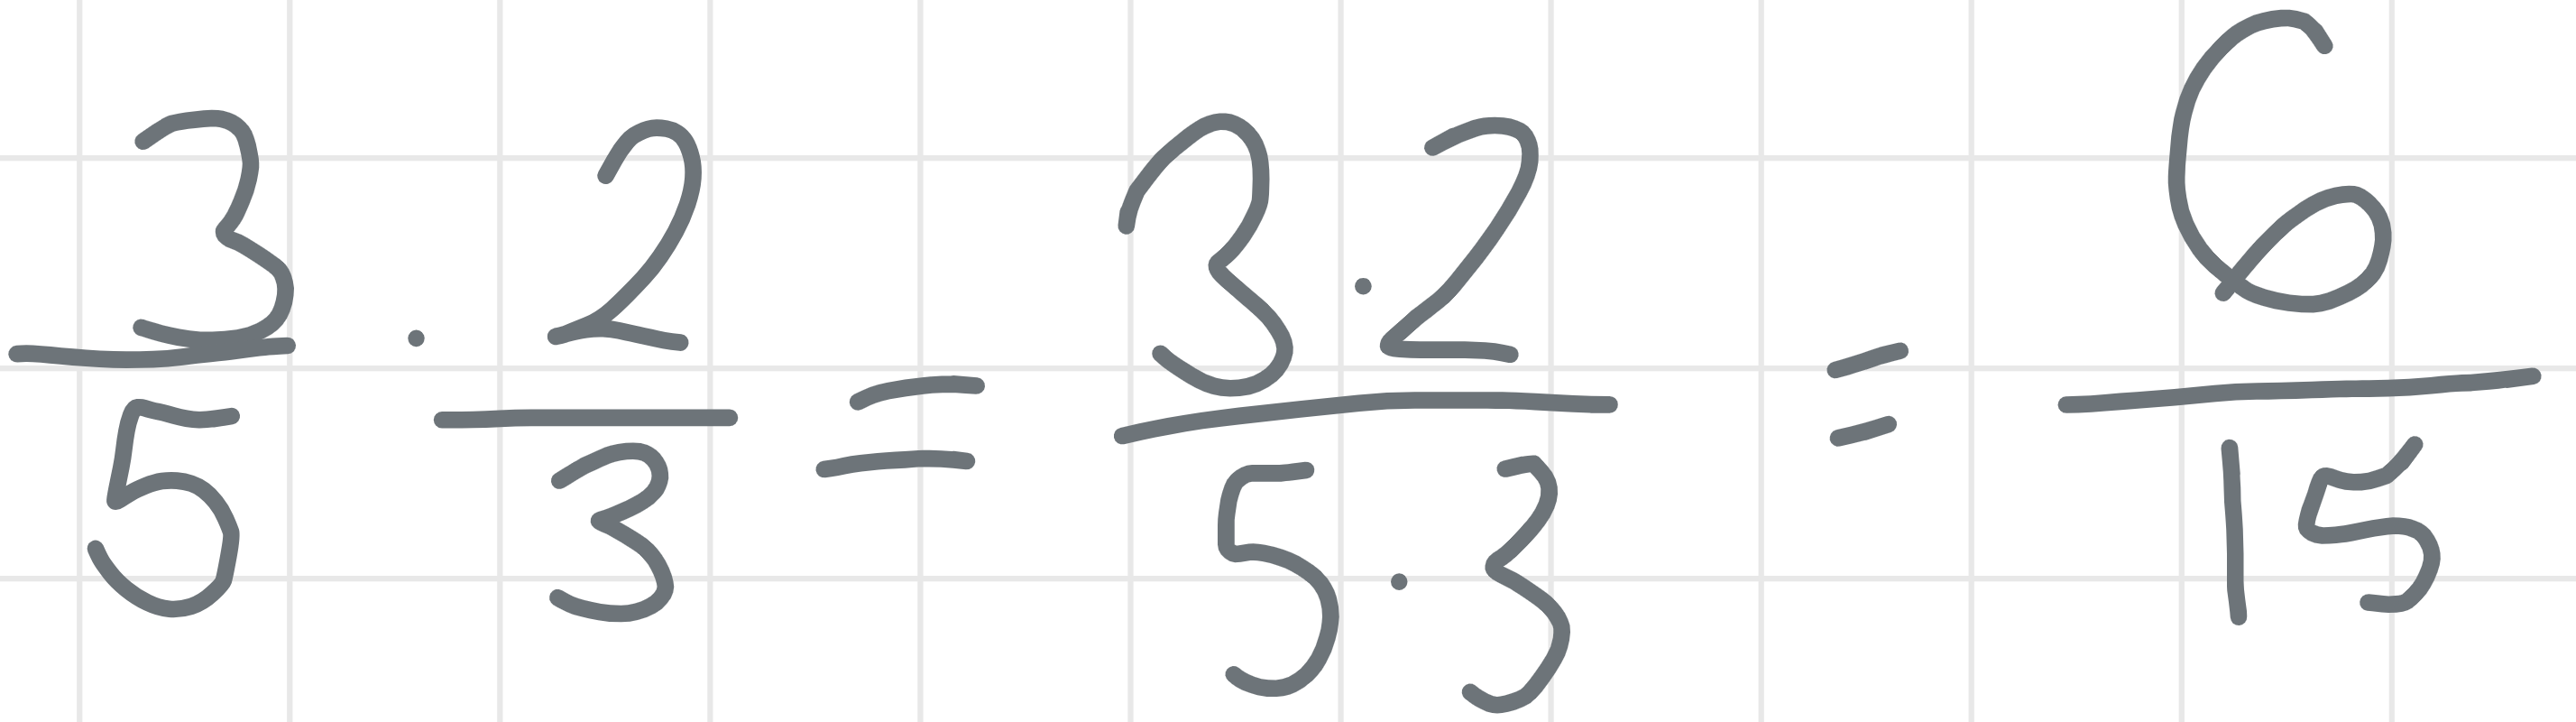 3/5 · 2/3 = 3·2/5·3 = 6/15